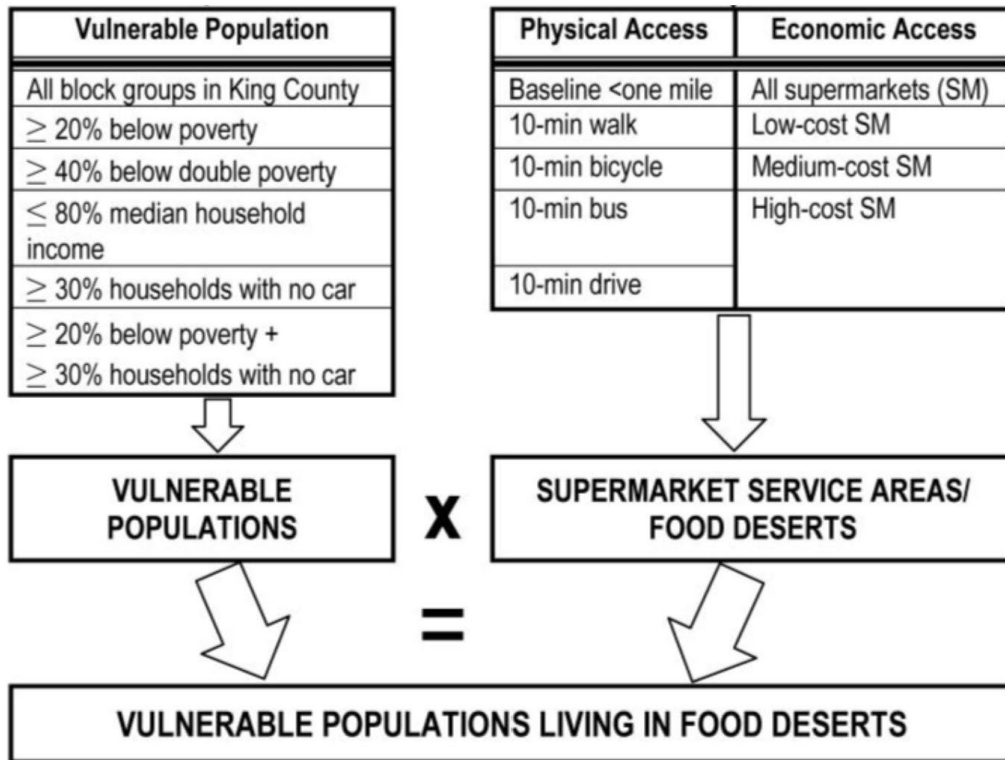 Vulnerable Population
All block groups in King County
≥ 20% below poverty
≥ 40% below double poverty
≤ 80% median household
income
≥ 30% households with no car
≥ 20% below poverty +
≥ 30% households with no car
Physical Access
Economic Access
Baseline <one mile
All supermarkets (SM)
10-min walk
Low-cost SM
10-min bicycle
Medium-cost SM
10-min bus
High-cost SM
10-min drive
VULNERABLE
POPULATIONS
X
SUPERMARKET SERVICE AREAS/
FOOD DESERTS
=
VULNERABLE POPULATIONS LIVING IN FOOD DESERTS